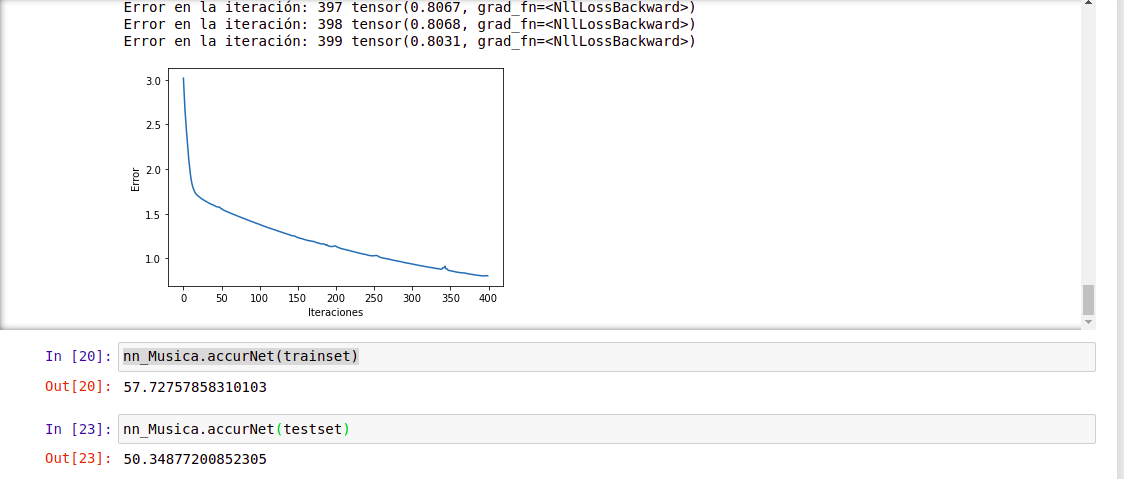 Error en la iteración: 397 tensor(0.8067, grad_fn=<NllLossBackward>)
Error en la iteración: 398 tensor(0.8068, grad_fn=<NllLossBackward>)
Error en la iteración: 399 tensor(0.8031, grad_fn=<NllLossBackward>)
3.0
2.5
2.0
1.5
1.0
Error
0 50 100 150 200 250 300 350 400
Iteraciones
In [20]: nn_Musica.accurNet(trainset)
Out[20]: 57.72757858310103
In [23]: nn_Musica.accurNet(testset)
Out[23]: 50.34877200852305